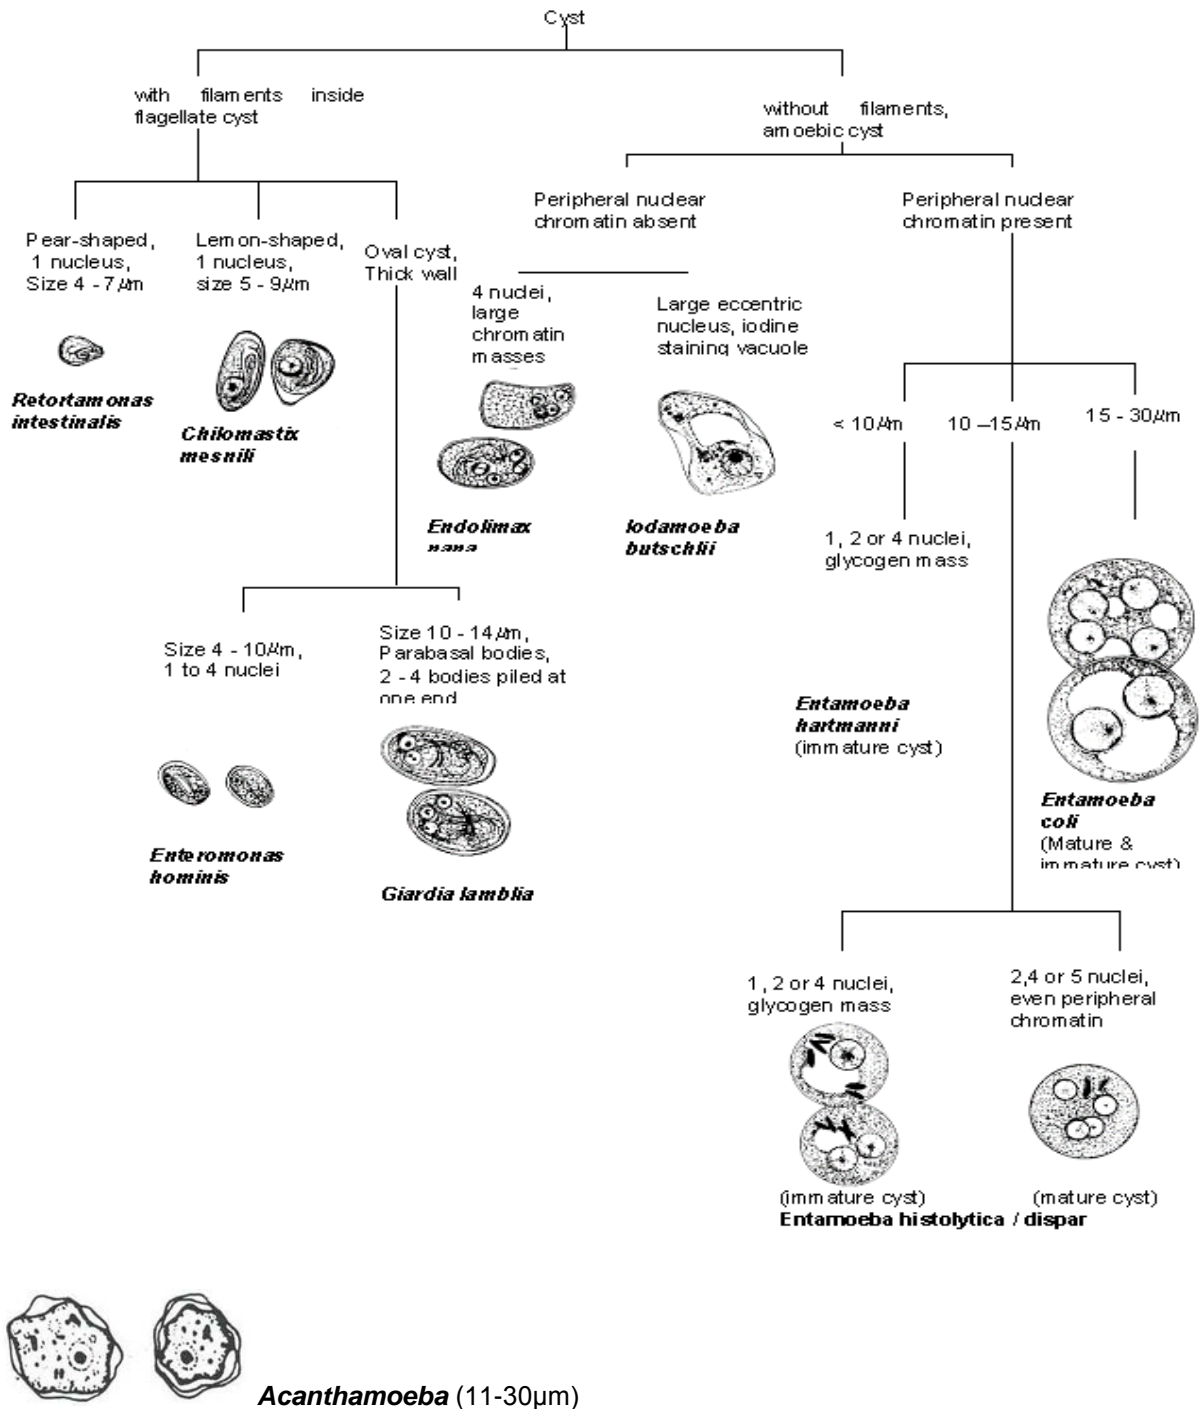 Cyst
with filaments inside
flagellate cyst
without filaments,
amoebic cyst
Peripheral nuclear
chromatin absent
Peripheral nuclear
chromatin present
Pear-shaped,
1 nucleus,
Size 4 - 7µm
Lemon-shaped,
1 nucleus,
size 5 - 9µm
Oval cyst,
Thick wall
4 nuclei,
large
chromatin
masses
Large eccentric
nucleus, iodine
staining vacuole
Retortamonas
intestinalis
Chilomastix
mesnili
< 10µm
10 –15µm
15 - 30µm
Endolimax
nana
Iodamoeba
butschlii
1, 2 or 4 nuclei,
glycogen mass
Size 4 - 10µm,
1 to 4 nuclei
Size 10 - 14µm,
Parabasal bodies,
2 - 4 bodies piled at
one end
Entamoeba
hartmanni
(immature cyst)
Entamoeba
coli
(Mature &
immature cyst)
Enteromonas
hominis
Giardia lamblia
1, 2 or 4 nuclei,
glycogen mass
2,4 or 5 nuclei,
even peripheral
chromatin
(immature cyst)
(mature cyst)
Entamoeba histolytica / dispar
Acanthamoeba (11-30µm)